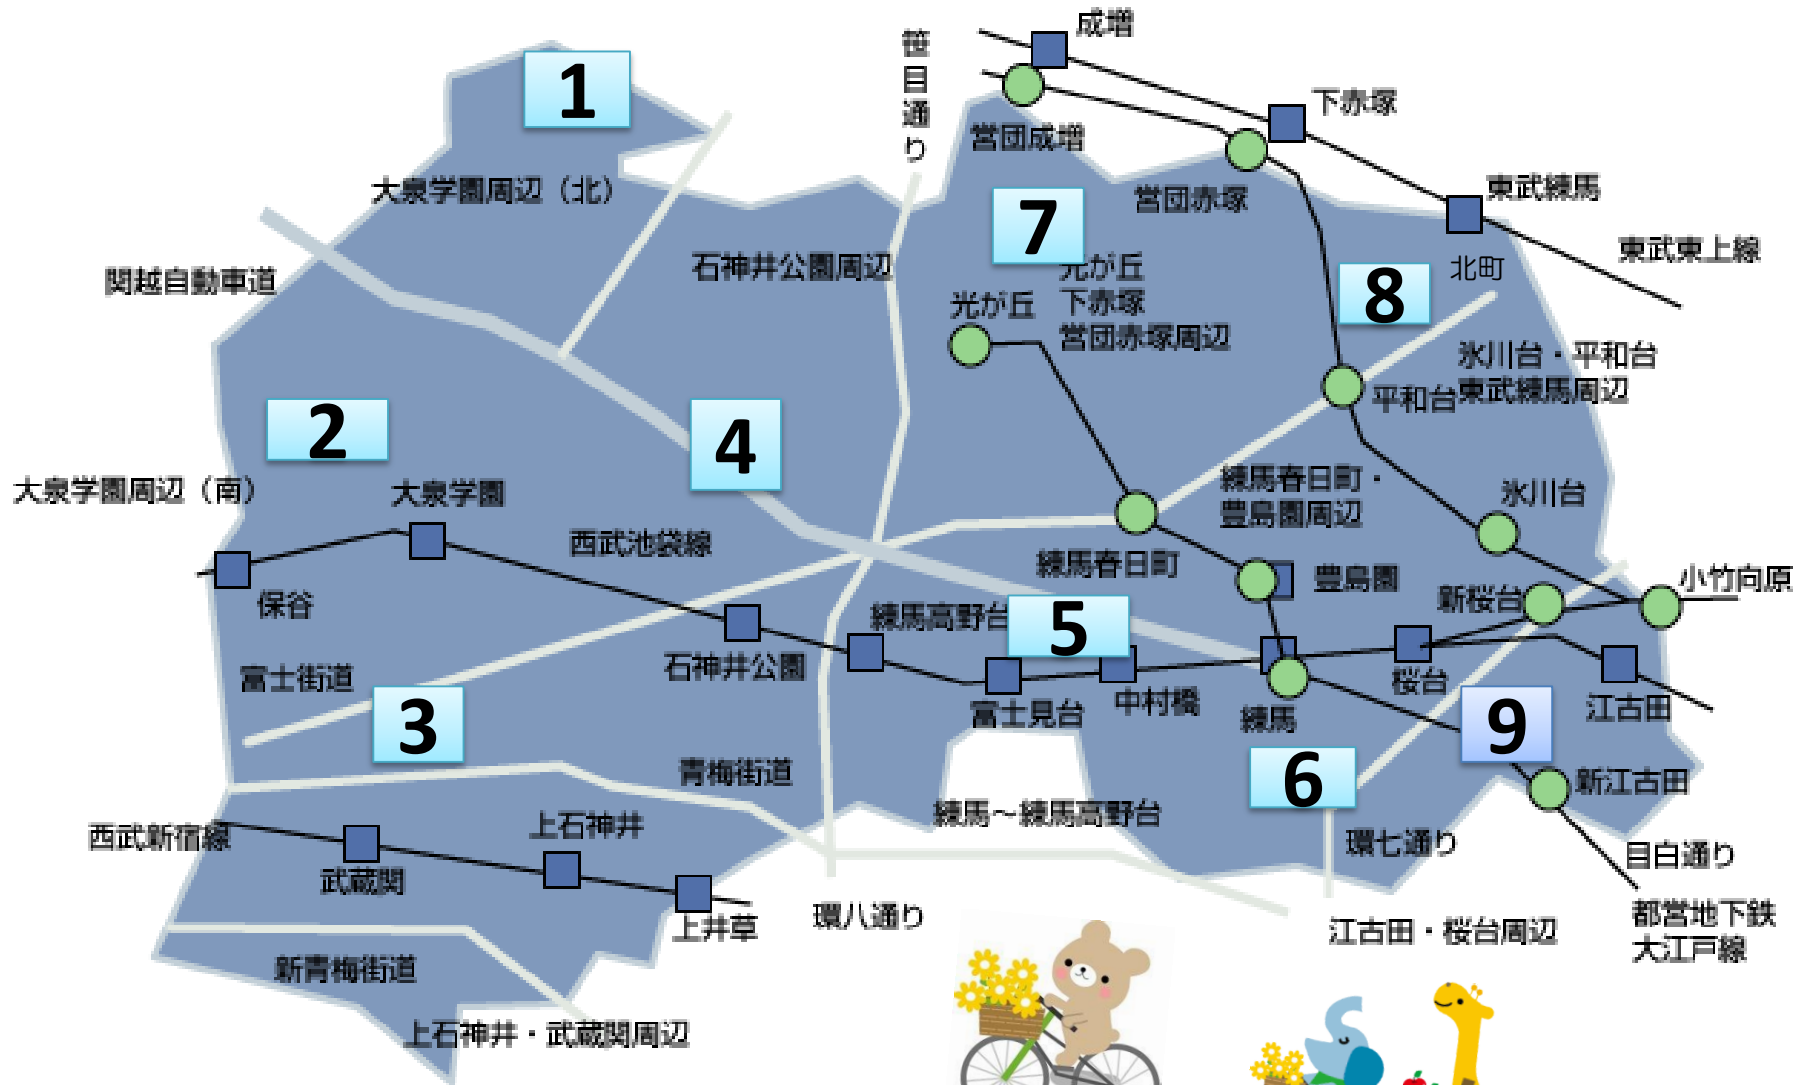 成増
笹目通り
1
下赤塚
営団成増
大泉学園周辺（北）
営団赤塚
東武練馬
7
東武東上線
石神井公園周辺
光が丘
下赤塚
営団赤塚周辺
北町
関越自動車道
8
光が丘
氷川台・平和台
東武練馬周辺
平和台
2
4
大泉学園周辺（南）
大泉学園
練馬春日町・
豊島園周辺
氷川台
西武池袋線
練馬春日町
豊島園
小竹向原
保谷
新桜台
練馬高野台
5
石神井公園
富士街道
桜台
中村橋
江古田
富士見台
練馬
3
9
青梅街道
6
新江古田
練馬～練馬高野台
西武新宿線
上石神井
環七通り
目白通り
武蔵関
環八通り
上井草
江古田・桜台周辺
都営地下鉄
大江戸線
新青梅街道
上石神井・武蔵関周辺